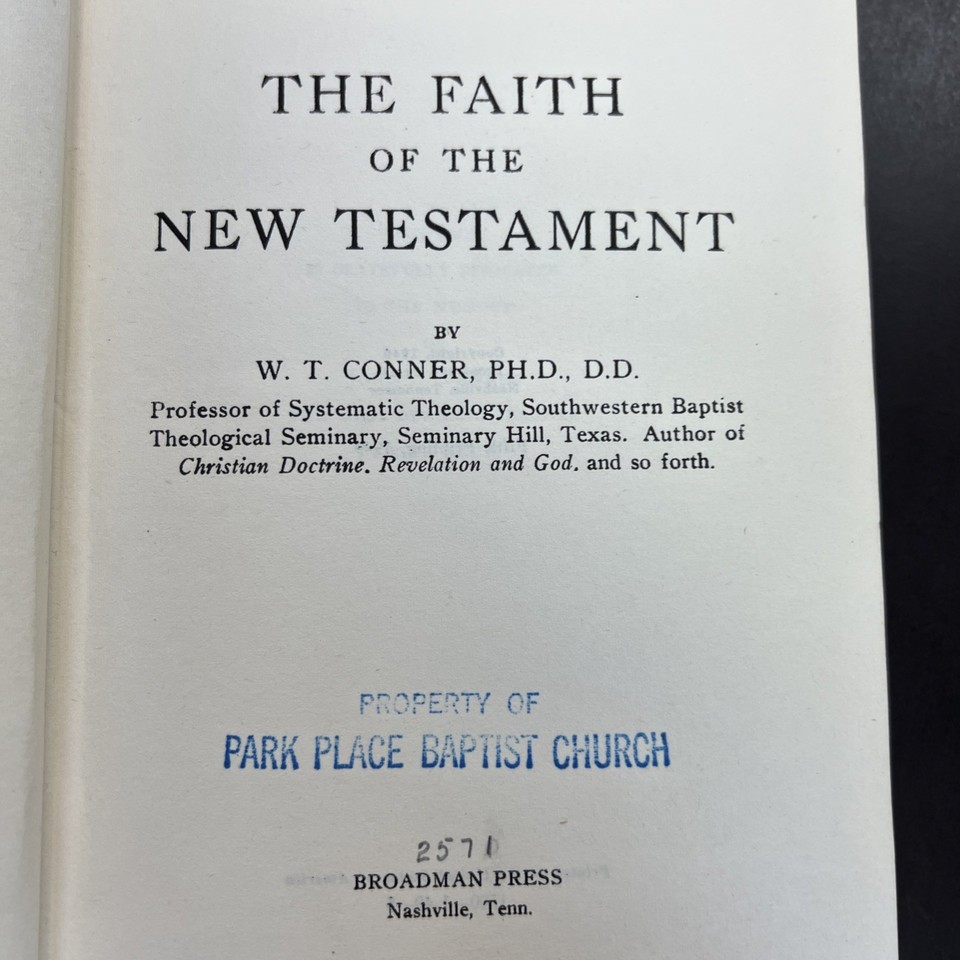 THE FAITH
OF THE
NEW TESTAMENT
BY
W. T. CONNER, PH.D., D.D.
Professor of Systematic Theology, Southwestern Baptist
Theological Seminary, Seminary Hill, Texas. Author of
Christian Doctrine. Revelation and God. and so forth.
PROPERTY OF
PARK PLACE BAPTIST CHURCH
2571
BROADMAN PRESS
Nashville, Tenn.